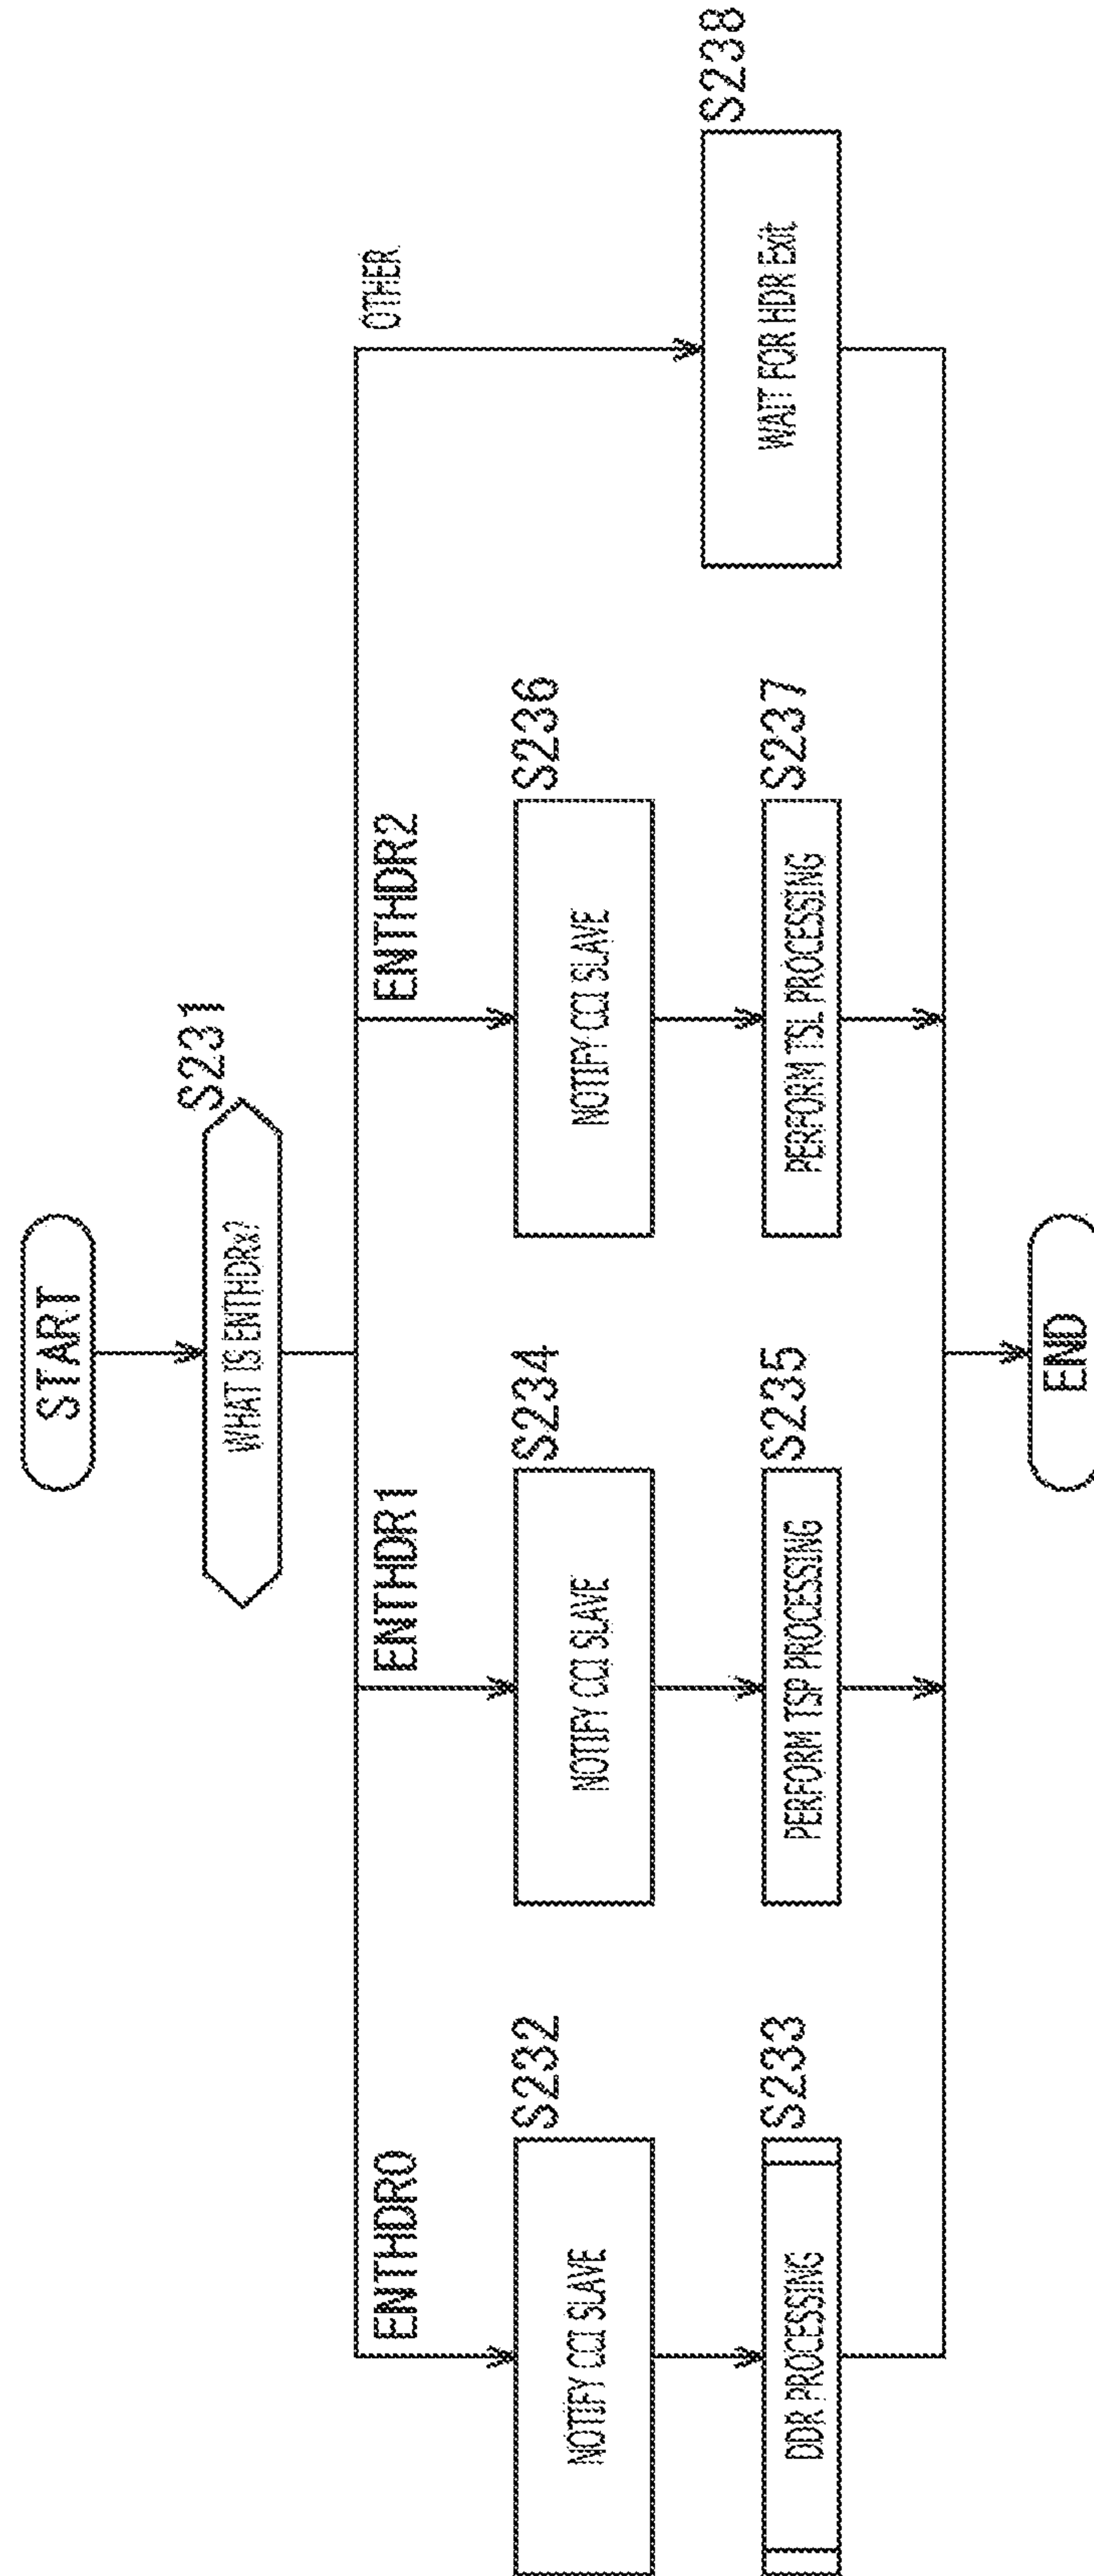 START
S231
WHAT IS ENTHDRx?
ENTHDR0
ENTHDR1
ENTHDR2
OTHER
S232
NOTIFY CCI SLAVE
S234
NOTIFY CCI SLAVE
S236
NOTIFY CCI SLAVE
S233
DDR PROCESSING
S235
PERFORM TSP PROCESSING
S237
PERFORM TSL PROCESSING
S238
WAIT FOR HDR Exit
END